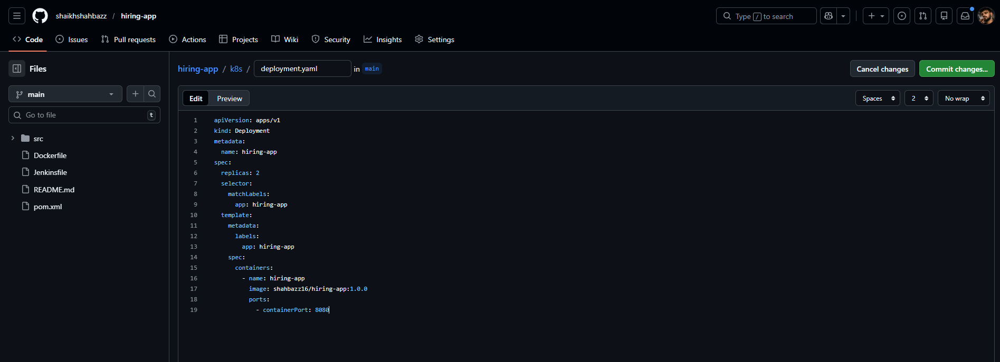 shaikhshahbazz / hiring-app
Type / to search
Code Issues Pull requests Actions Projects Wiki Security Insights Settings
Files
hiring-app / k8s / deployment.yaml in main
Cancel changes Commit changes...
main
Go to file t
src
Dockerfile
Jenkinsfile
README.md
pom.xml
Edit Preview
Spaces 2 No wrap
1 apiVersion: apps/v1
2 kind: Deployment
3 metadata:
4   name: hiring-app
5 spec:
6   replicas: 2
7   selector:
8     matchLabels:
9       app: hiring-app
10   template:
11     metadata:
12       labels:
13         app: hiring-app
14     spec:
15       containers:
16         - name: hiring-app
17           image: shahbazz16/hiring-app:1.0.0
18           ports:
19             - containerPort: 8080